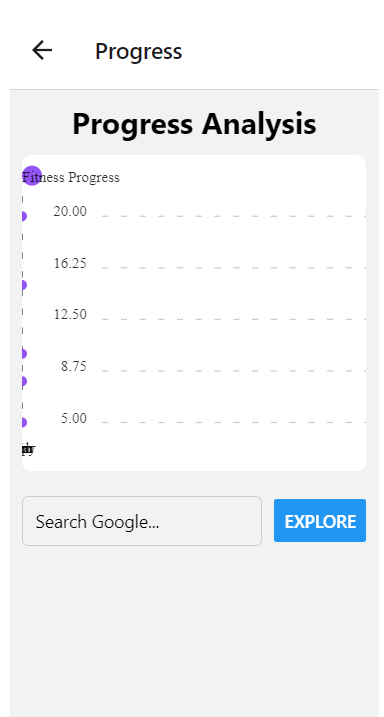 Progress
Progress Analysis
Fitness Progress
20.00
16.25
12.50
8.75
5.00
Search Google...
EXPLORE